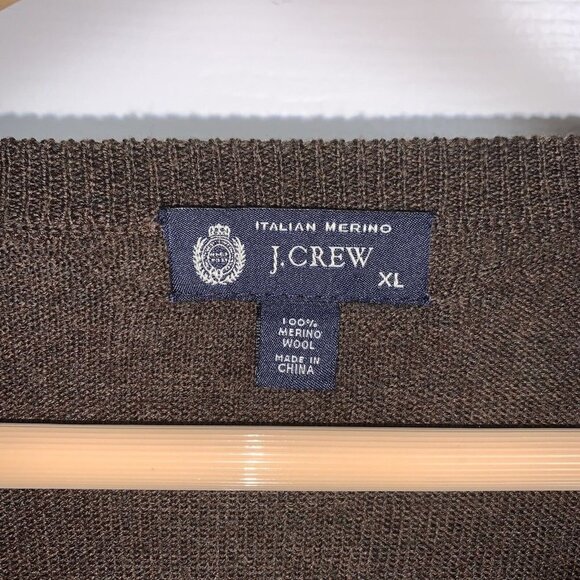 ITALIAN MERINO
J.CREW
XL
100%
MERINO
WOOL
MADE IN
CHINA